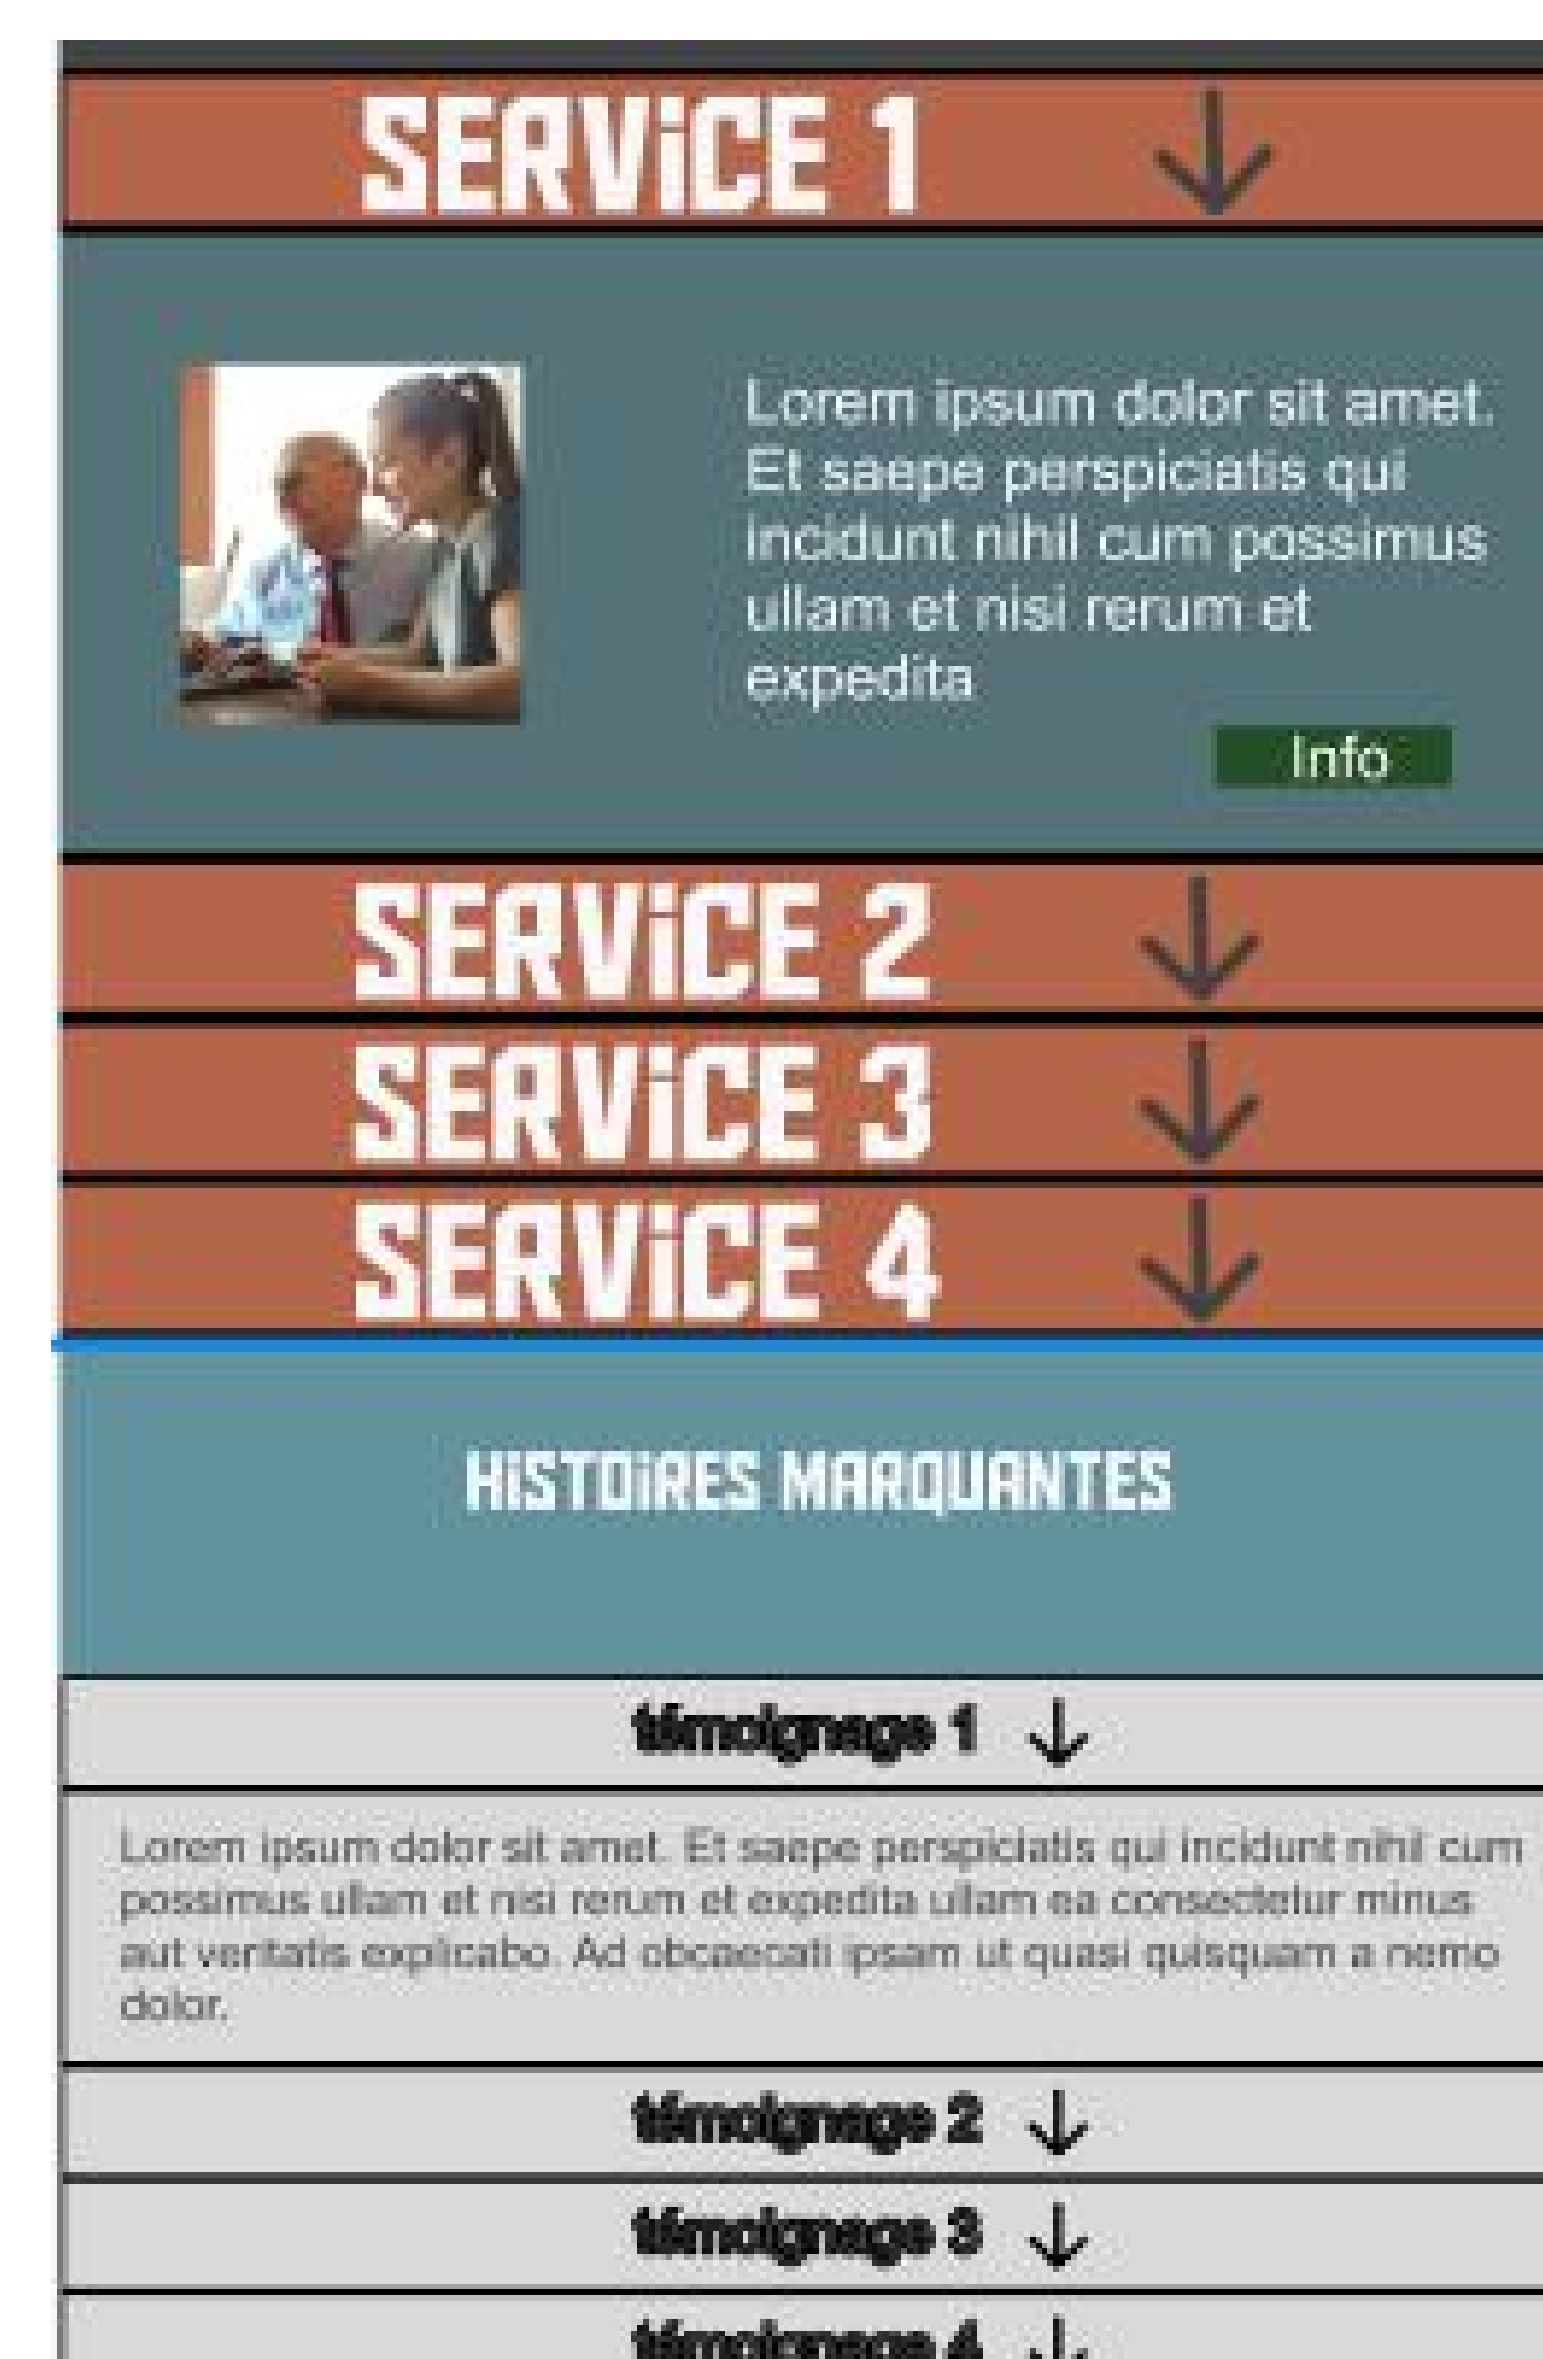 SERViCE 1
Lorem ipsum dolor sit amet.
Et saepe perspiciatis qui
incidunt nihil cum possimus
ullam et nisi rerum et
expedita
Info
SERViCE 2
SERViCE 3
SERViCE 4
HiSTOiRES MARQUANTES
témoignage 1
Lorem ipsum dolor sit amet. Et saepe perspiciatis qui incidunt nihil cum
possimus ullam et nisi rerum et expedita ullam ea consectetur minus
aut veritatis explicabo. Ad obcaecati ipsam ut quasi quisquam a nemo
dolor.
témoignage 2
témoignage 3
témoignage 4